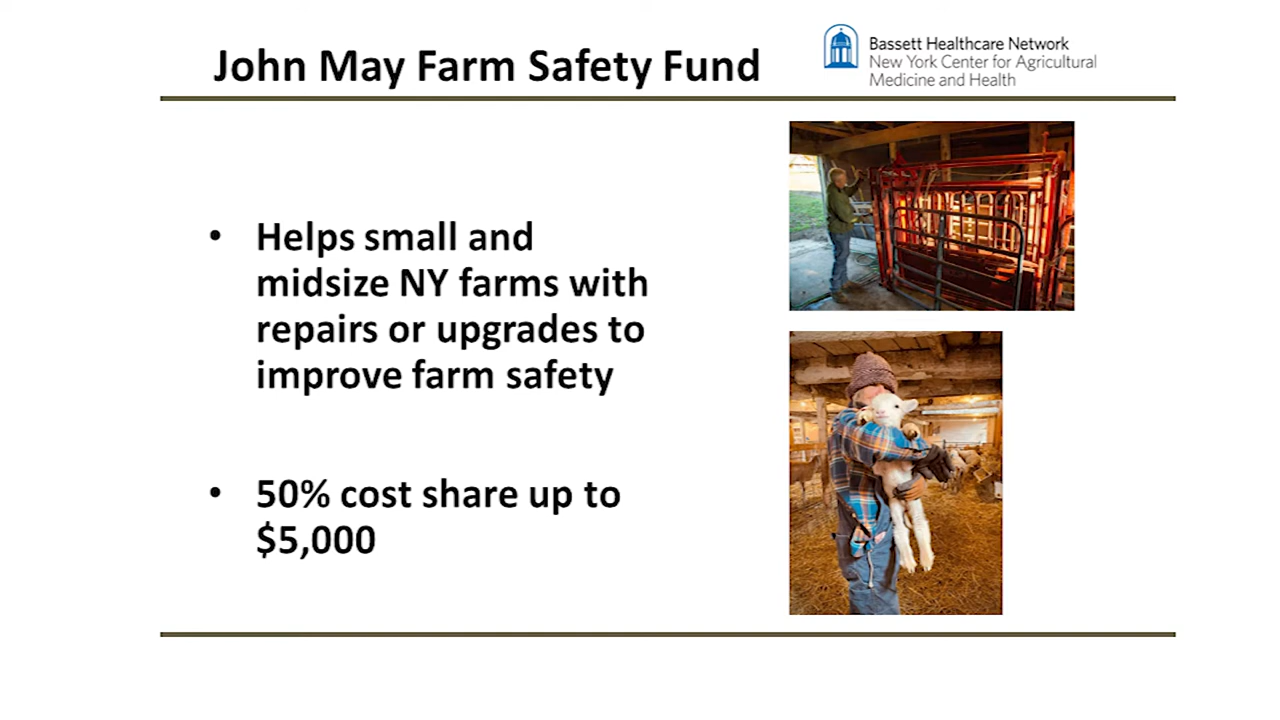 John May Farm Safety Fund
Bassett Healthcare Network
New York Center for Agricultural
Medicine and Health
• Helps small and
midsize NY farms with
repairs or upgrades to
improve farm safety
• 50% cost share up to
$5,000